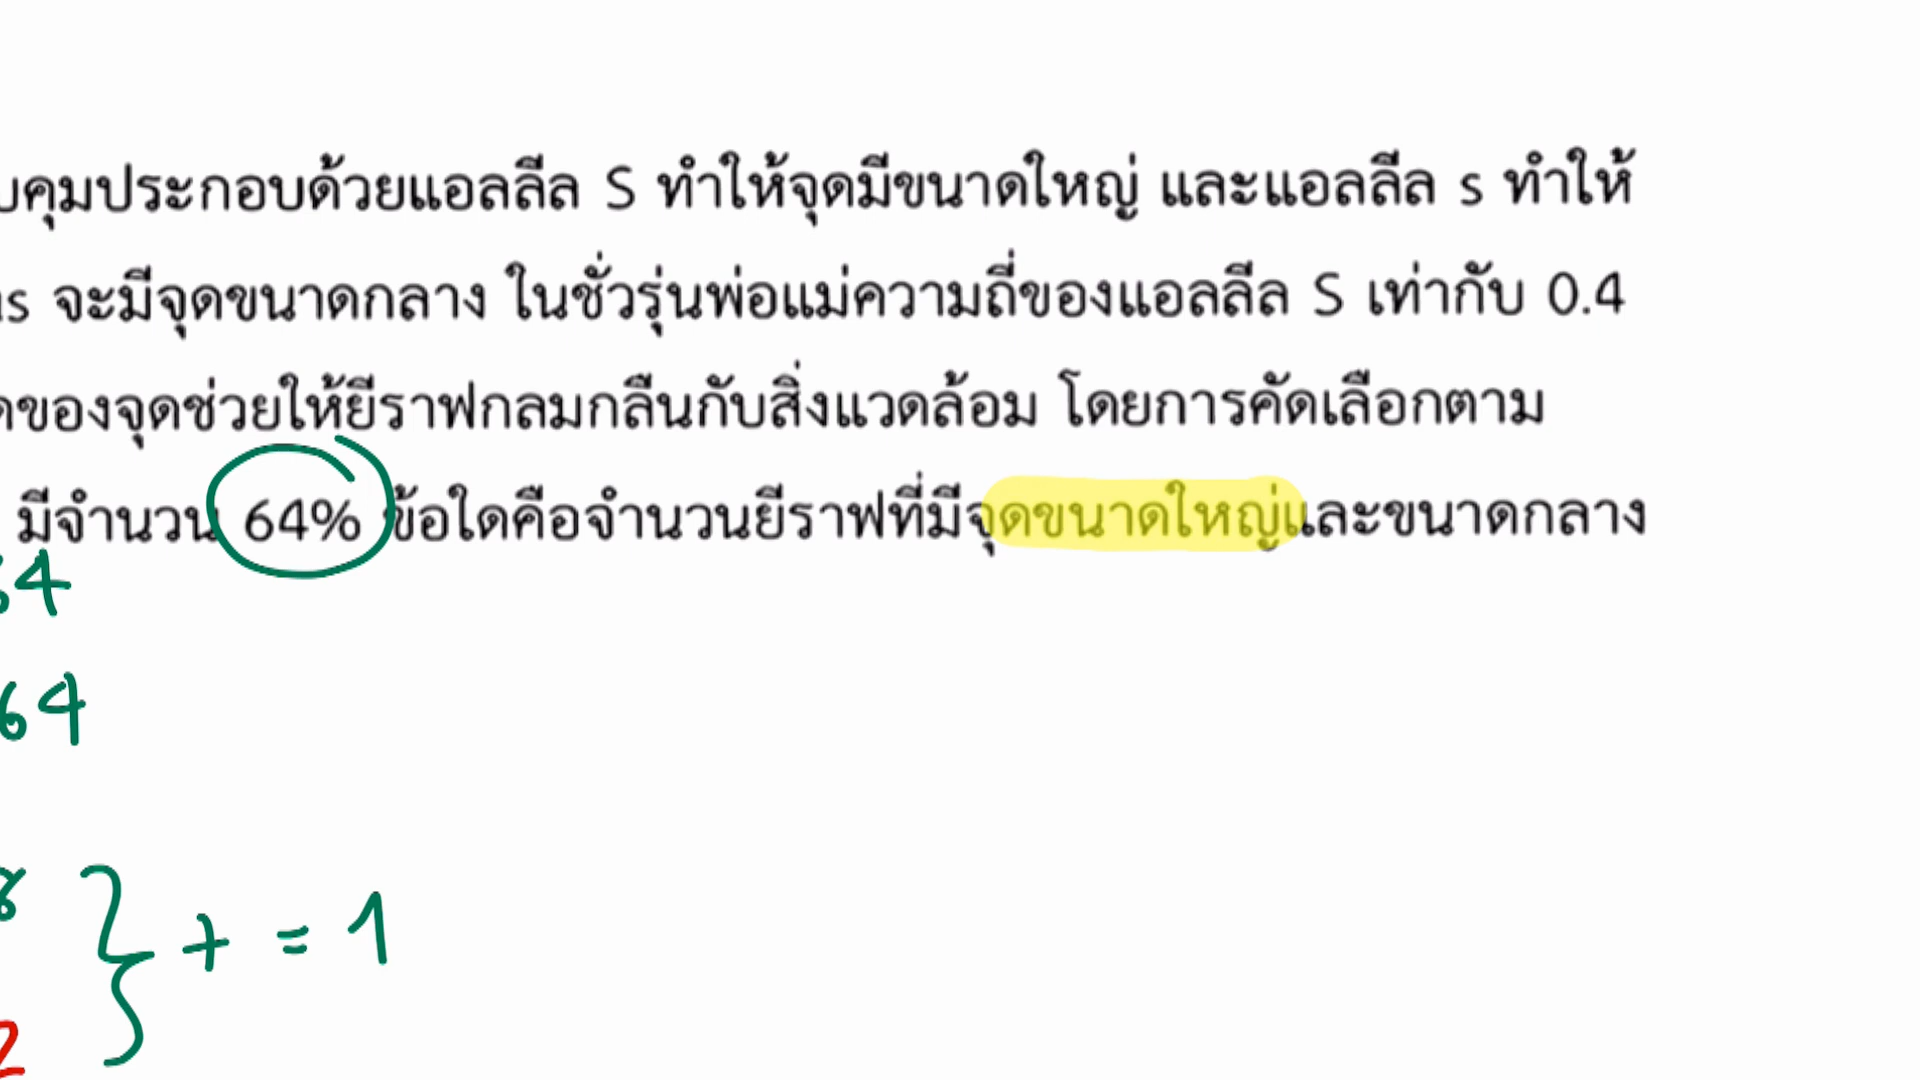 บคุมประกอบด้วยแอลลีล S ทำให้จุดมีขนาดใหญ่ และแอลลีล s ทำให้
จะมีจุดขนาดกลาง ในชั่วรุ่นพ่อแม่ความถี่ของแอลลีล S เท่ากับ 0.4
ของจุดช่วยให้ยีราฟกลมกลืนกับสิ่งแวดล้อม โดยการคัดเลือกตาม
มีจำนวน 64% ข้อใดคือจำนวนยีราฟที่มีจุดขนาดใหญ่และขนาดกลาง
64
64
8 } + = 1
2